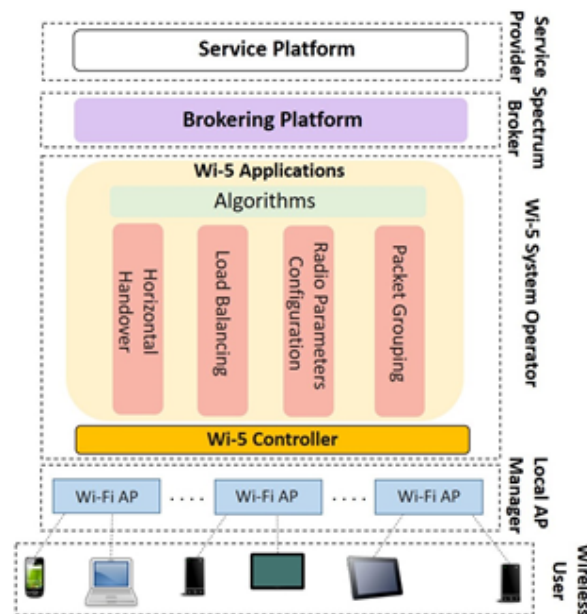 Service Platform
Service
Provider
Brokering Platform
Spectrum
Broker
Wi-5 Applications
Algorithms
Horizontal
Handover
Load Balancing
Radio Parameters
Configuration
Packet Grouping
Wi-5 Controller
Wi-5 System Operator
Wi-Fi AP
. . . .
Wi-Fi AP
. . . .
Wi-Fi AP
Local AP
Manager
Wireless
User